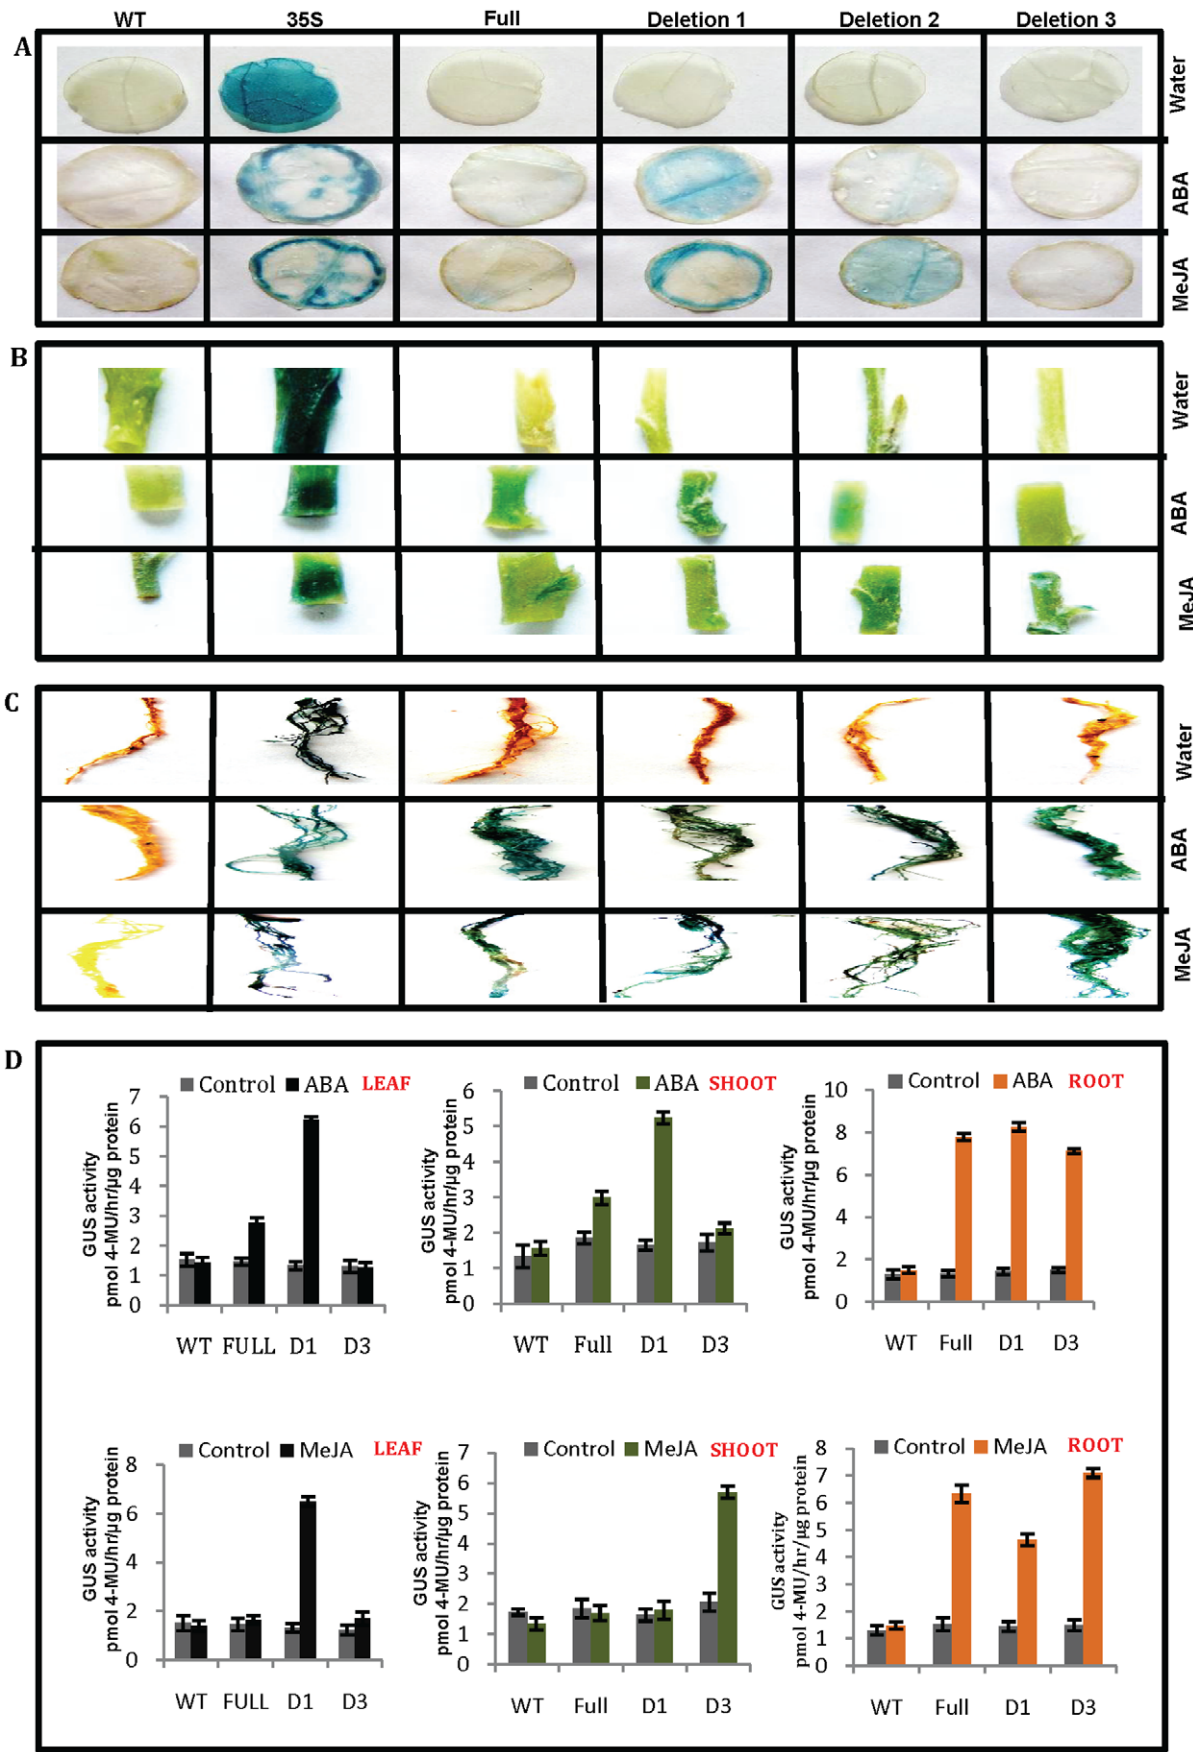 WT 35S Full Deletion 1 Deletion 2 Deletion 3
A
Water
ABA
MeJA
B
Water
ABA
MeJA
C
Water
ABA
MeJA
D
Control ABA LEAF
GUS activity
pmol 4-MU/hr/µg protein
7
6
5
4
3
2
1
0
WT FULL D1 D3
Control ABA SHOOT
GUS activity
pmol 4-MU/hr/µg protein
6
5
4
3
2
1
0
WT Full D1 D3
Control ABA ROOT
GUS activity
pmol 4-MU/hr/µg protein
10
8
6
4
2
0
WT Full D1 D3
Control MeJA LEAF
GUS activity
pmol 4-MU/hr/µg protein
8
6
4
2
0
WT FULL D1 D3
Control MeJA SHOOT
GUS activity
pmol 4-MU/hr/µg protein
7
6
5
4
3
2
1
0
WT Full D1 D3
Control MeJA ROOT
GUS activity
pmol 4-MU/hr/µg protein
8
7
6
5
4
3
2
1
0
WT Full D1 D3